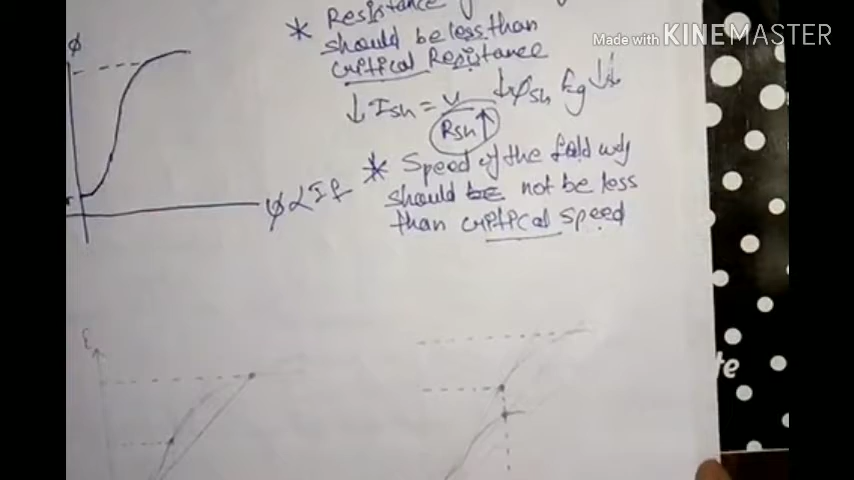 Made with KINEMASTER
* Resistance
should be less than
critical Resistance
φ
↓ Ish = V
Rsh ↑
↓ φsh Eg ↓↓
φ ∝ If
* Speed of the field wdg
should be not be less
than critical speed
E
te